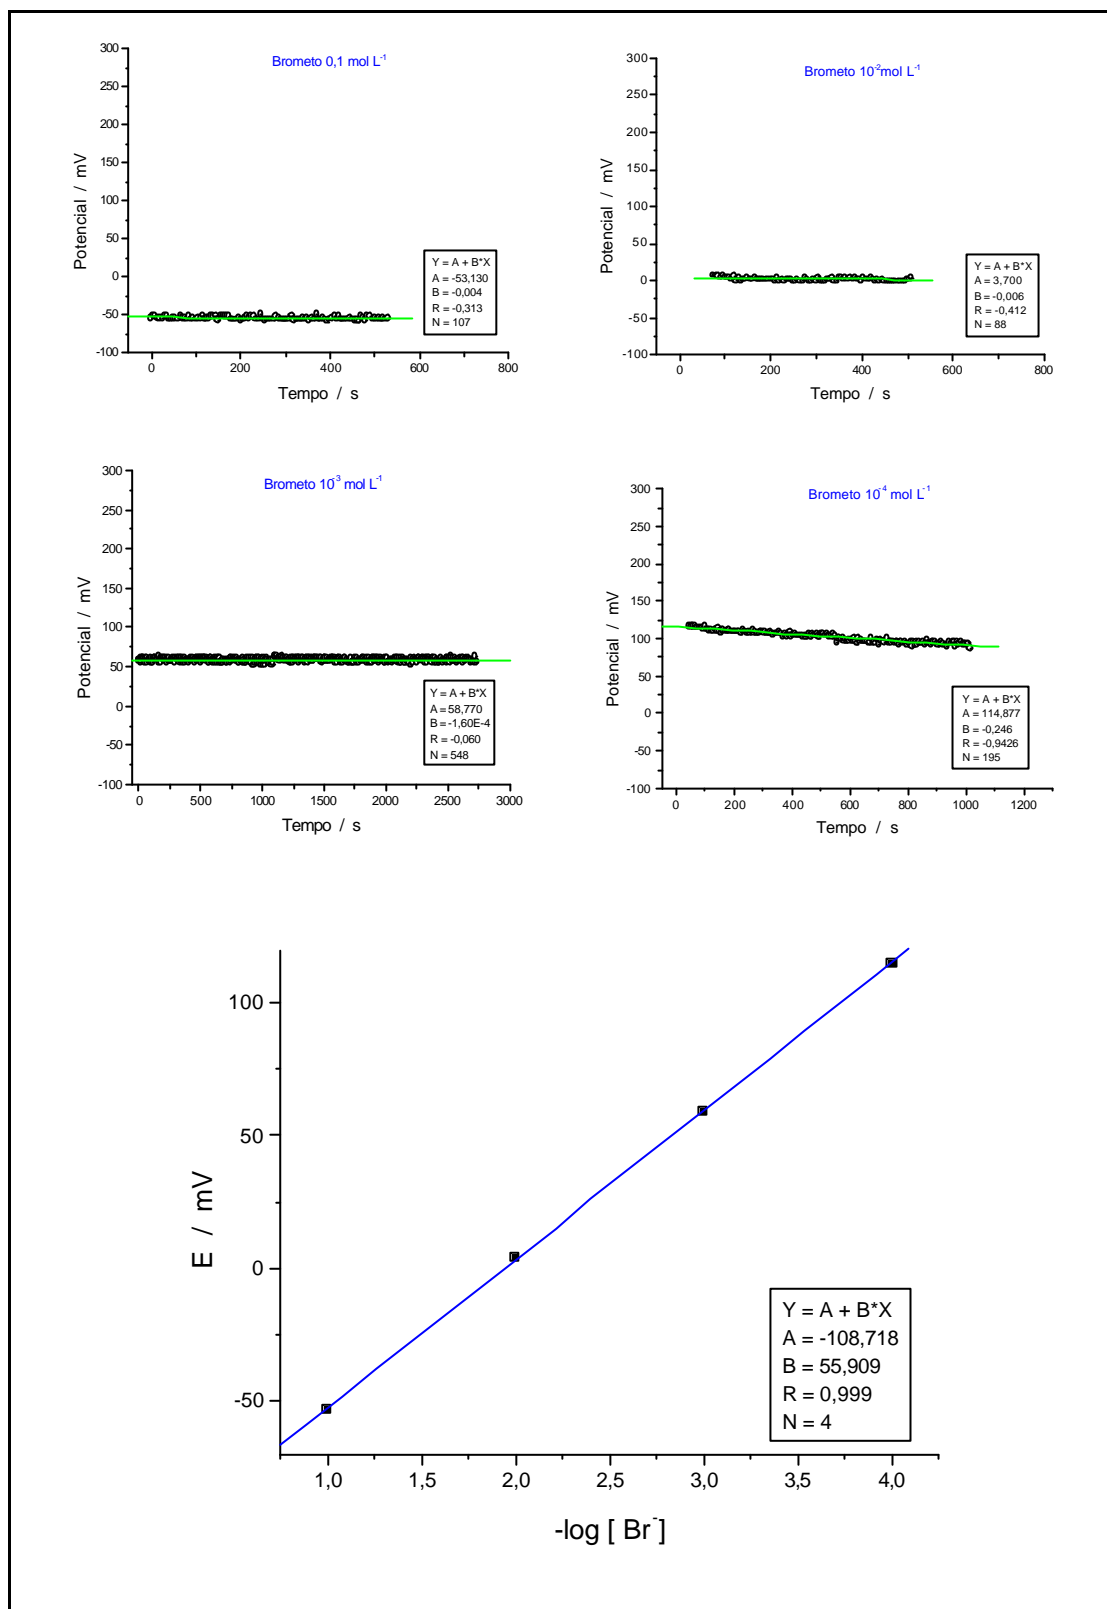 Brometo 0,1 mol L-1
300
250
200
150
100
50
0
-50
-100
Potencial / mV
Y = A + B*X
A = -53,130
B = -0,004
R = -0,313
N = 107
0 200 400 600 800
Tempo / s
Brometo 10-2 mol L-1
300
250
200
150
100
50
0
-50
-100
Potencial / mV
Y = A + B*X
A = 3,700
B = -0,006
R = -0,412
N = 88
0 200 400 600 800
Tempo / s
Brometo 10-3 mol L-1
300
250
200
150
100
50
0
-50
-100
Potencial / mV
Y = A + B*X
A = 58,770
B = -1,60E-4
R = -0,060
N = 548
0 500 1000 1500 2000 2500 3000
Tempo / s
Brometo 10-4 mol L-1
300
250
200
150
100
50
0
-50
-100
Potencial / mV
Y = A + B*X
A = 114,877
B = -0,246
R = -0,9426
N = 195
0 200 400 600 800 1000 1200
Tempo / s
100
50
0
-50
E / mV
Y = A + B*X
A = -108,718
B = 55,909
R = 0,999
N = 4
1,0 1,5 2,0 2,5 3,0 3,5 4,0
-log [ Br-]